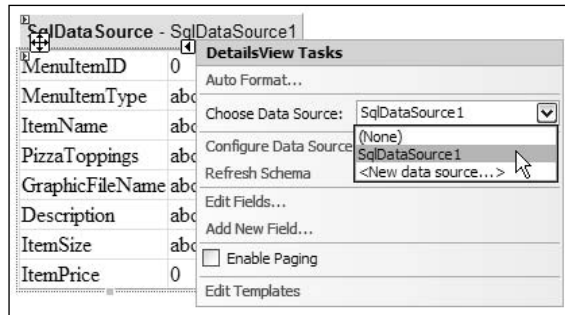 SqlDataSource - SqlDataSource1
DetailsView Tasks
MenuItemID 0
Auto Format...
MenuItemType abc
Choose Data Source: SqlDataSource1
ItemName abc
(None)
Configure Data Source
SqlDataSource1
PizzaToppings abc
<New data source...>
Refresh Schema
GraphicFileName abc
Edit Fields...
Description abc
Add New Field...
ItemSize abc
Enable Paging
ItemPrice 0
Edit Templates